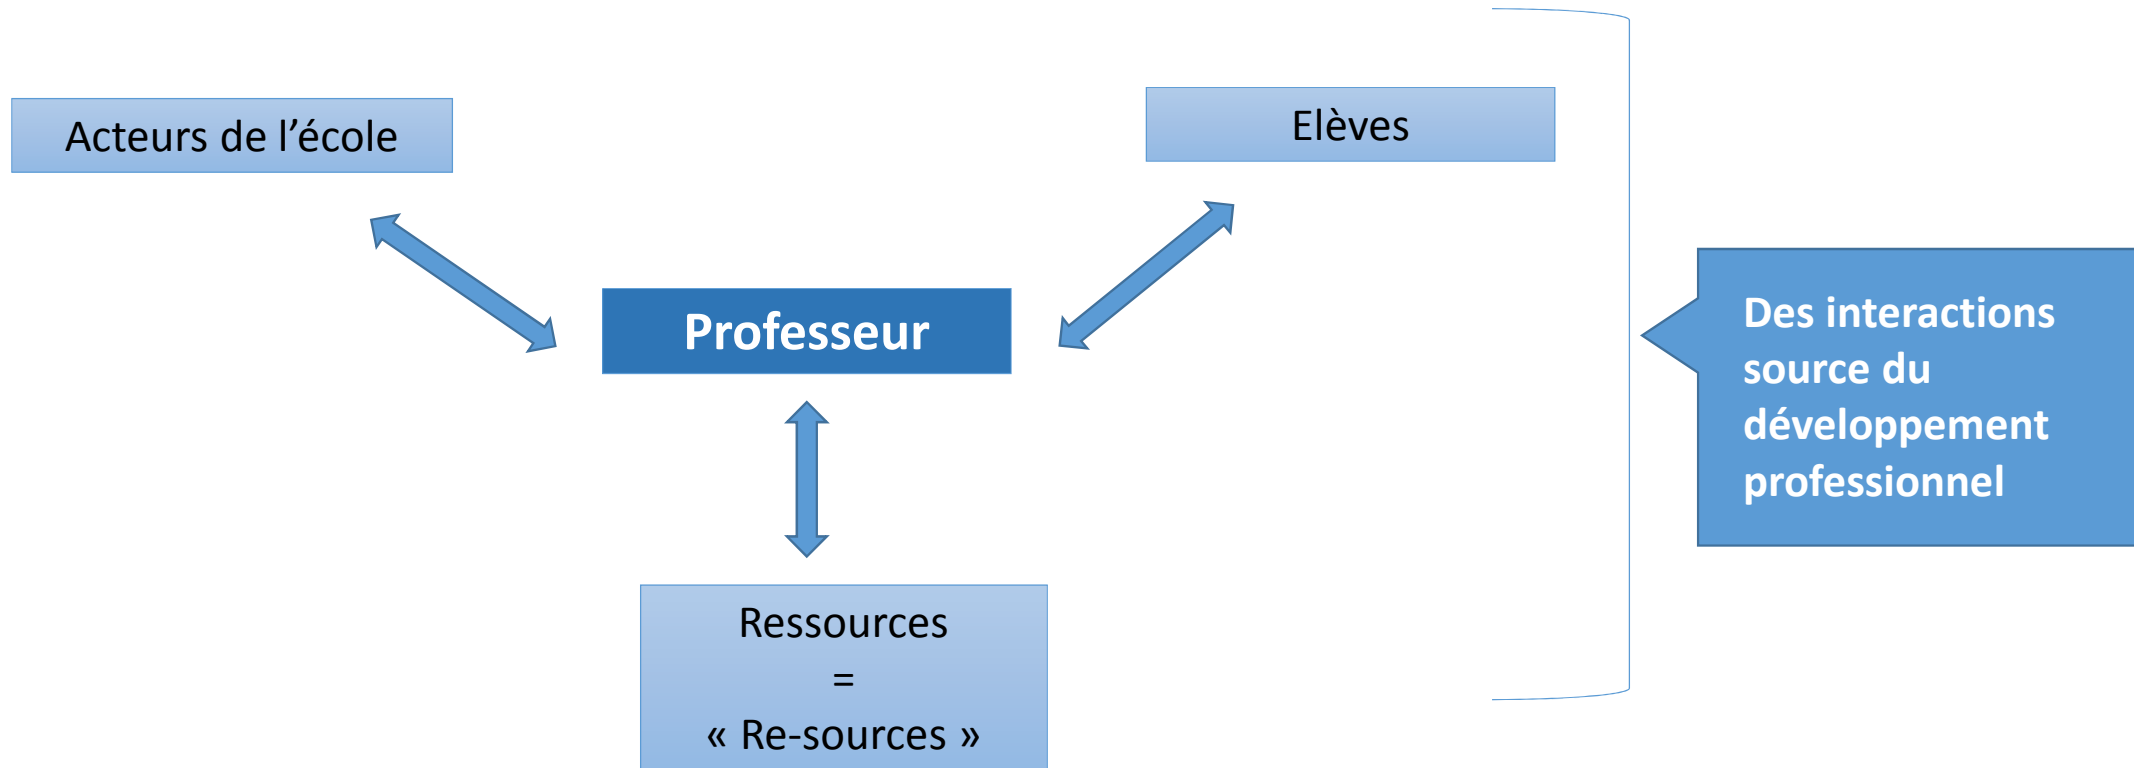 Acteurs de l’école
Elèves
Professeur
Des interactions
source du
développement
professionnel
Ressources
=
« Re-sources »